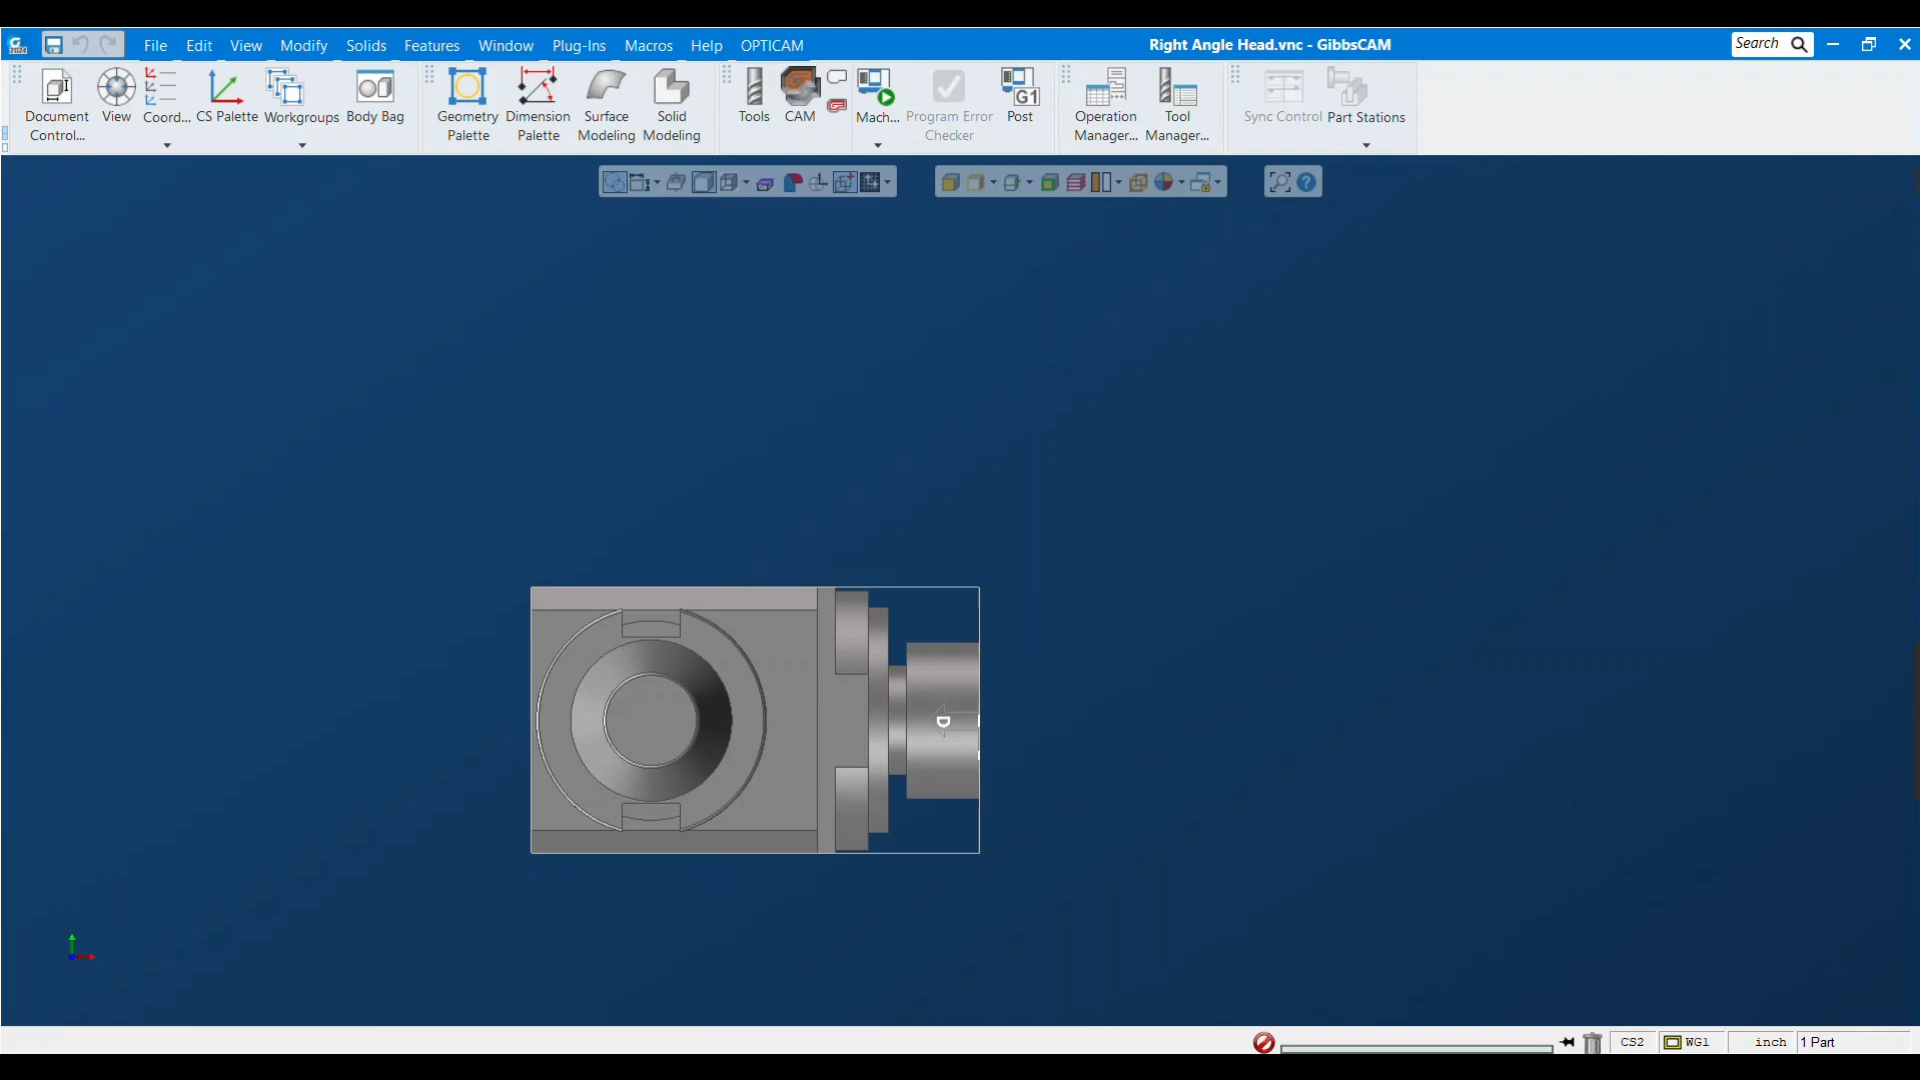 File Edit View Modify Solids Features Window Plug-Ins Macros Help OPTICAM
Right Angle Head.vnc - GibbsCAM
Search
2024
Document Control...
View
Coord...
CS Palette
Workgroups
Body Bag
Geometry Palette
Dimension Palette
Surface Modeling
Solid Modeling
Tools
CAM
Mach...
Program Error Checker
G1
Post
Operation Manager...
Tool Manager...
Sync Control
Part Stations
D
CS2
WG1
inch
1 Part